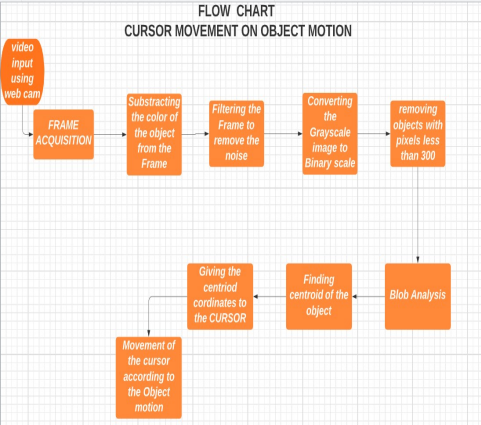 FLOW CHART
CURSOR MOVEMENT ON OBJECT MOTION
video
input
using
web cam
FRAME
ACQUISITION
Substracting
the color of
the object
from the
Frame
Filtering the
Frame to
remove the
noise
Converting
the
Grayscale
image to
Binary scale
removing
objects with
pixels less
than 300
Blob Analysis
Finding
centroid of the
object
Giving the
centriod
cordinates to
the CURSOR
Movement of
the cursor
according to
the Object
motion